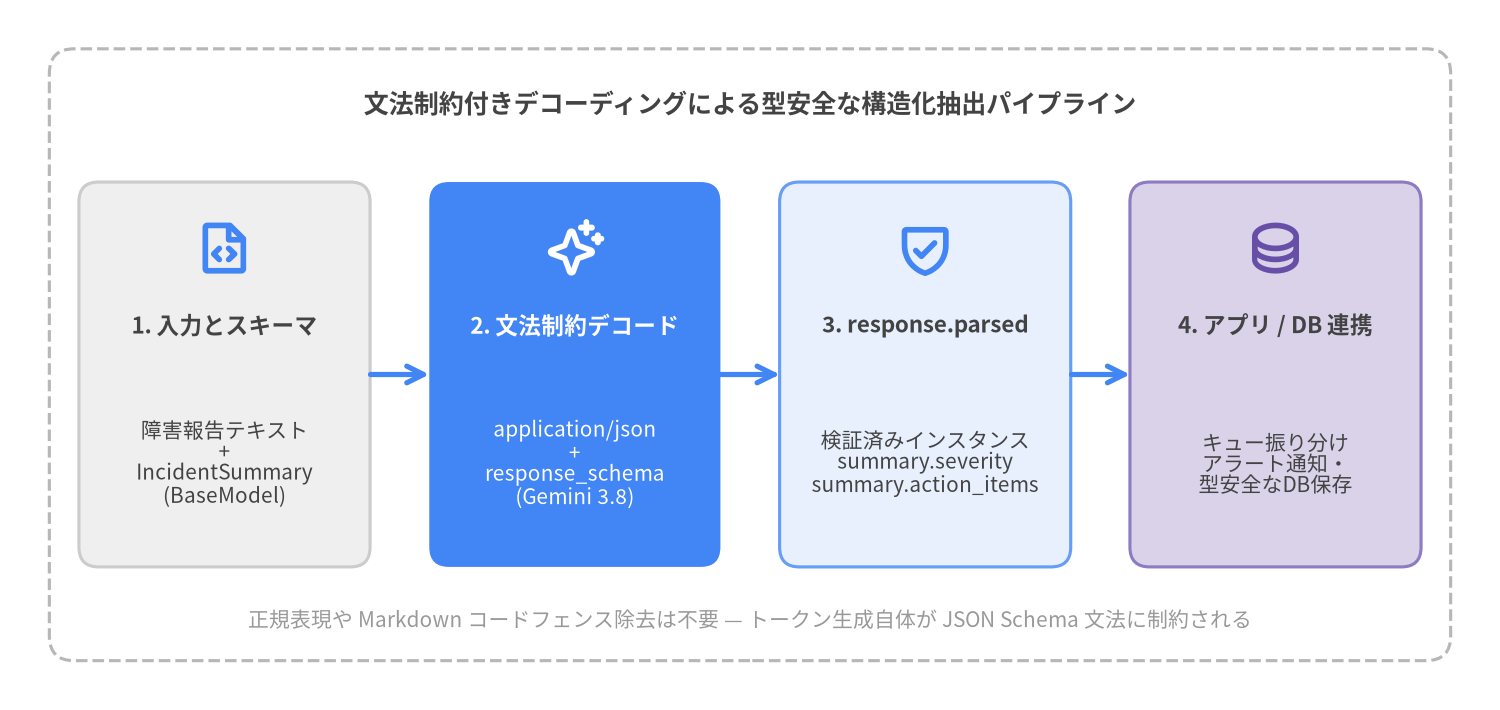 文法制約付きデコーディングによる型安全な構造化抽出パイプライン
1. 入力とスキーマ
障害報告テキスト
+
IncidentSummary
(BaseModel)
2. 文法制約デコード
application/json
+
response_schema
(Gemini 3.8)
3. response.parsed
検証済みインスタンス
summary.severity
summary.action_items
4. アプリ / DB 連携
キュー振り分け
アラート通知・
型安全なDB保存
正規表現や Markdown コードフェンス除去は不要 — トークン生成自体が JSON Schema 文法に制約される